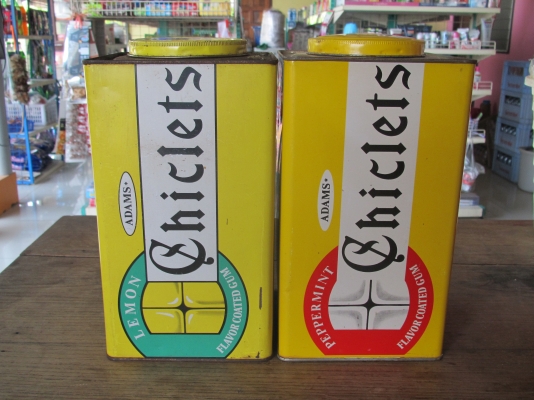 Chiclets
ADAMS
LEMON
FLAVOR COATED GUM
Chiclets
ADAMS
PEPPERMINT
FLAVOR COATED GUM